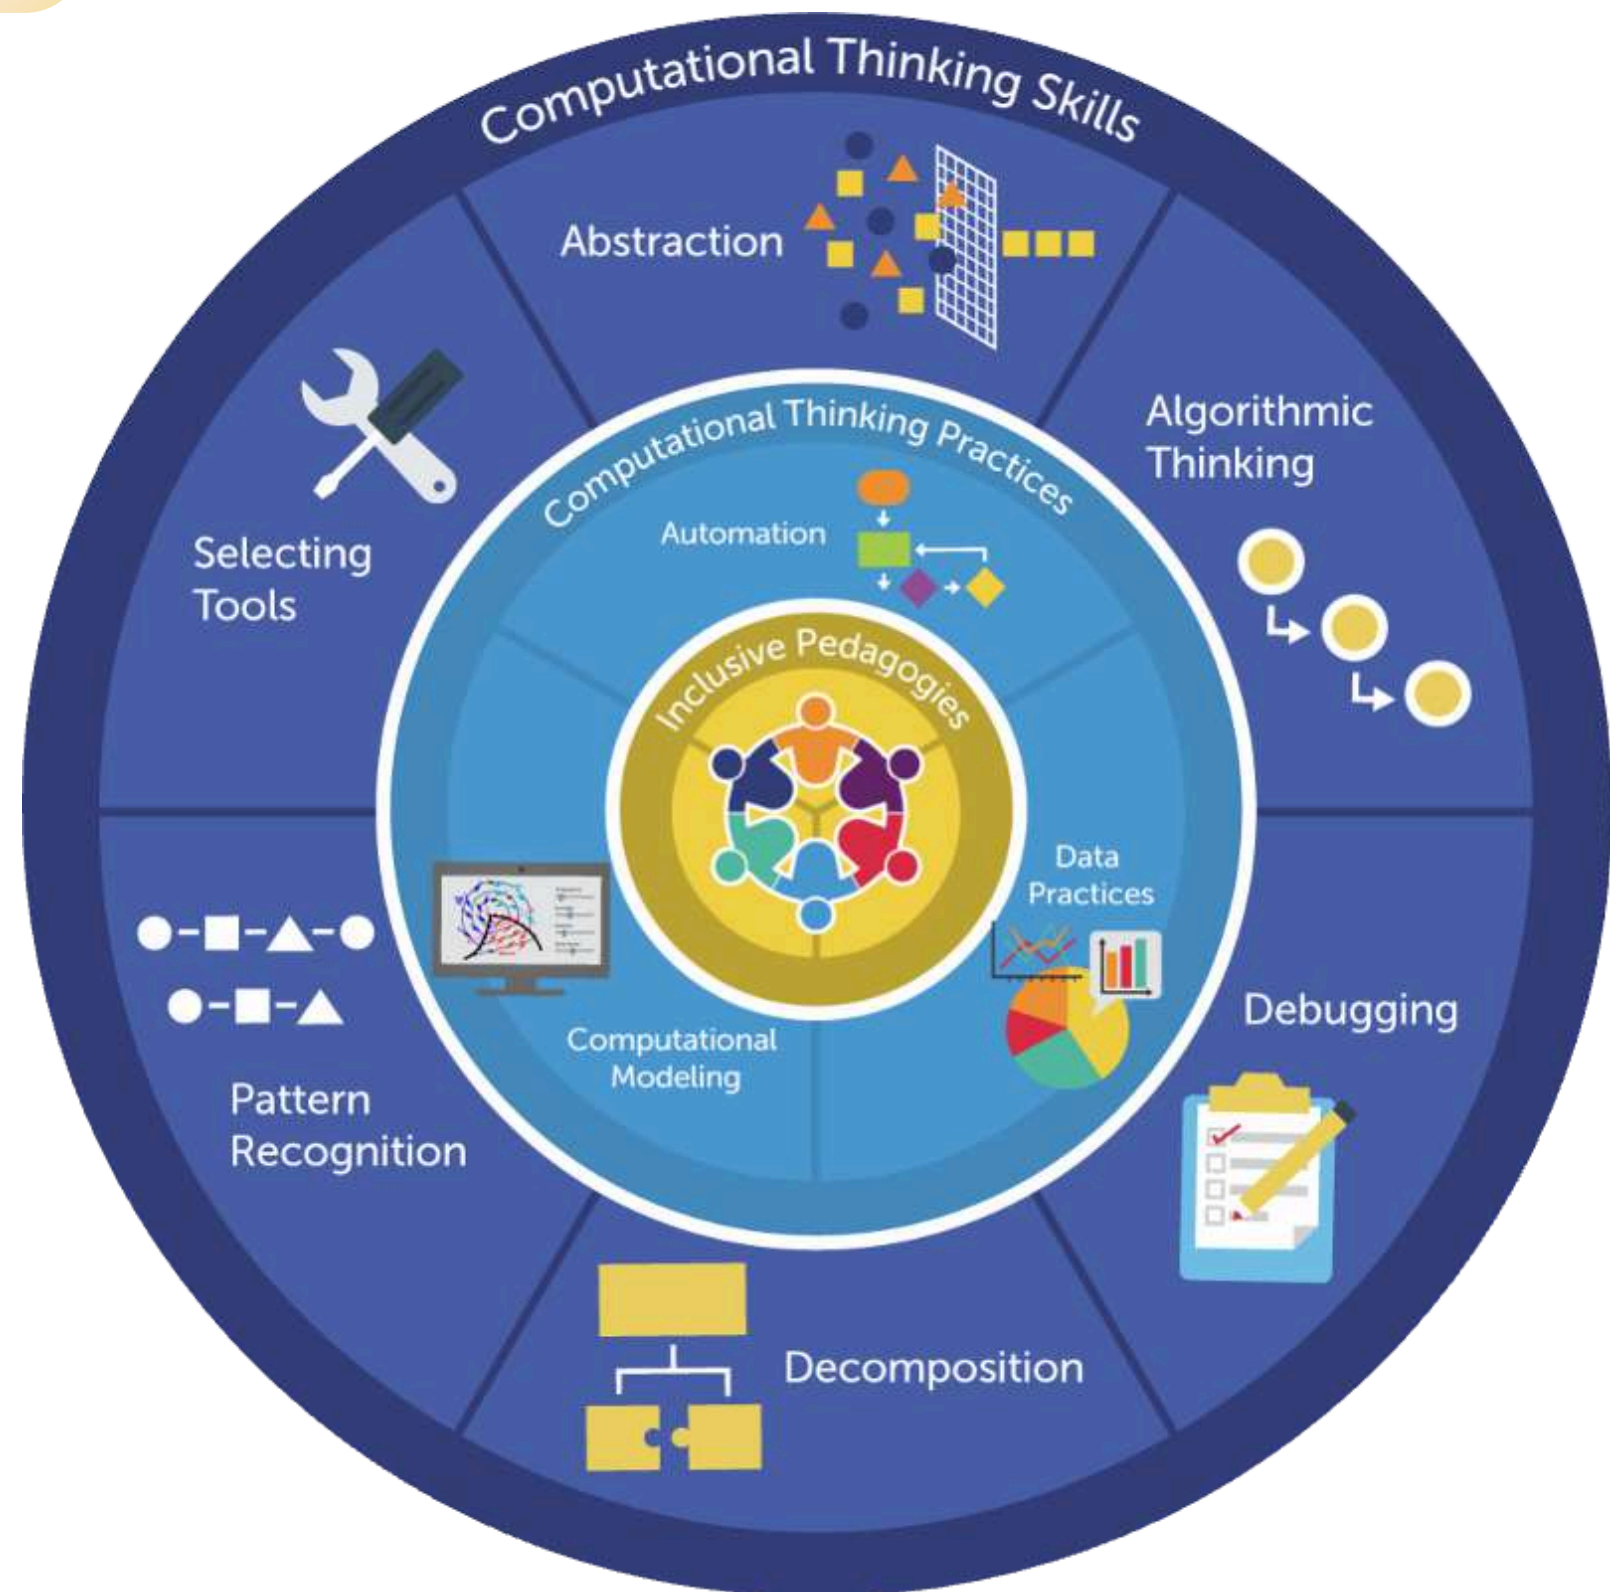 Computational Thinking Skills
Abstraction
Algorithmic
Thinking
Selecting
Tools
Computational Thinking Practices
Automation
Inclusive Pedagogies
Data
Practices
Computational
Modeling
Debugging
Pattern
Recognition
Decomposition